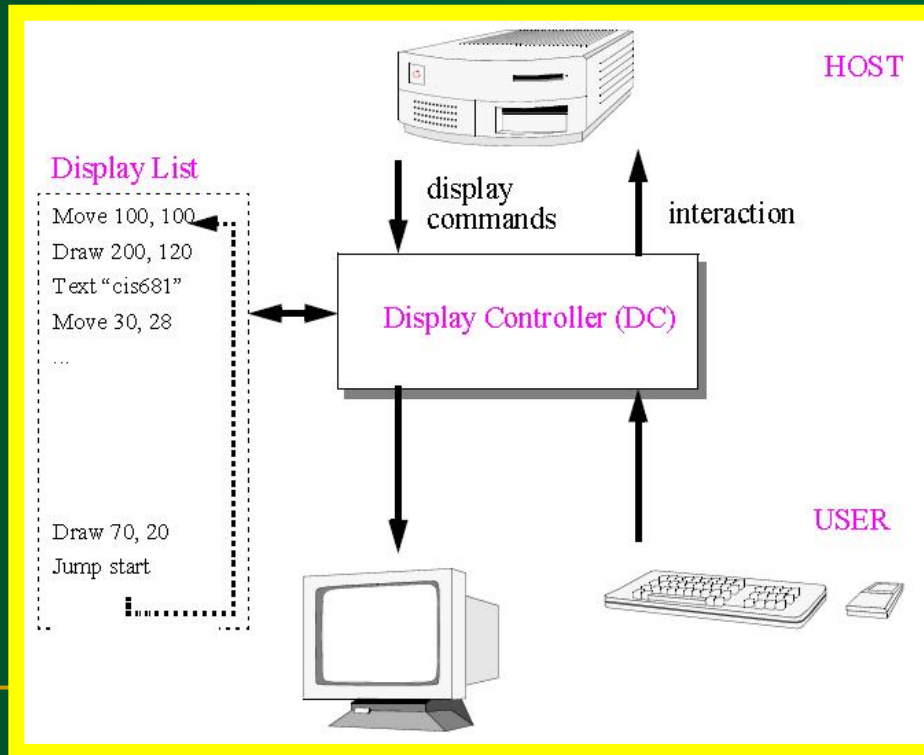 HOST
Display List
Move 100, 100
Draw 200, 120
Text “cis681”
Move 30, 28
...
Draw 70, 20
Jump start
display
commands
interaction
Display Controller (DC)
USER